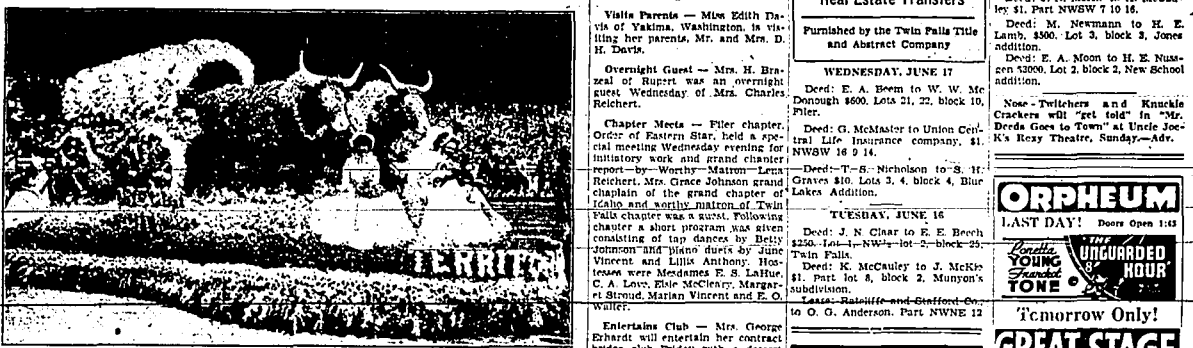 TERRITO
Visits Parents — Miss Edith Da-
vis of Yakima, Washington, is vis-
iting her parents, Mr. and Mrs. D.
H. Davis.
Overnight Guest — Mrs. H. Bra-
zeal of Rupert was an overnight
guest Wednesday of Mrs. Charles
Reichert.
Chapter Meets — Filer chapter,
Order of Eastern Star, held a spe-
cial meeting Wednesday evening for
initiatory work and grand chapter
report by Worthy Matron Lena
Reichert. Mrs. Grace Johnson grand
chaplain of the grand chapter of
Idaho and worthy matron of Twin
Falls chapter was a guest. Following
chapter a short program was given
consisting of tap dances by Betty
Johnson and piano duets by June
Vincent and Lillis Anthony. Hos-
tesses were Mesdames E. S. LaHue,
C. A. Love, Elsie McCleary, Margar-
et Stroud, Marian Vincent and E. O.
Walter.
Entertains Club — Mrs. George
Erhardt will entertain her contract
Real Estate Transfers
Furnished by the Twin Falls Title
and Abstract Company
WEDNESDAY, JUNE 17
Deed: E. A. Beem to W. W. Mc
Donough $600. Lots 21, 22, block 10,
Filer.
Deed: G. McMaster to Union Cen-
tral Life Insurance company, $1.
NWSW 16 9 14.
Deed: T. S. Nicholson to S. H.
Graves $10. Lots 3, 4, block 4, Blue
Lakes Addition.
TUESDAY, JUNE 16
Deed: J. N. Claar to E. E. Beech
$250. Lot 1, NW's lot 2, block 25,
Twin Falls.
Deed: K. McCauley to J. McKis
$1. Part lot 8, block 2, Munyon's
subdivision.
Lease: Ratcliffe and Stafford Co.,
to O. G. Anderson. Part NWNE 12
ley $1. Part NWSW 7 10 16.
Deed: M. Newmann to H. E.
Lamb, $500. Lot 3, block 2, Jones
addition.
Deed: E. A. Moon to H. E. Nuss-
gen $3000. Lot 2, block 2, New School
addition.
Nose-Twitchers and Knuckle
Crackers will "get told" in "Mr.
Deeds Goes to Town" at Uncle Joe-
K's Roxy Theatre, Sunday.—Adv.
ORPHEUM
LAST DAY! Doors Open 1:45
Loretta
YOUNG
Franchot
TONE
THE
UNGUARDED
HOUR
Tomorrow Only!
GREAT STAGE